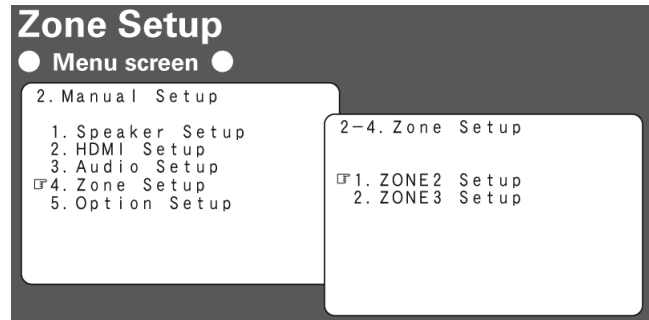 Zone Setup
● Menu screen ●
2.Manual Setup
1.Speaker Setup
2.HDMI Setup
3.Audio Setup
☞4.Zone Setup
5.Option Setup
2−4.Zone Setup
☞1.ZONE2 Setup
2.ZONE3 Setup